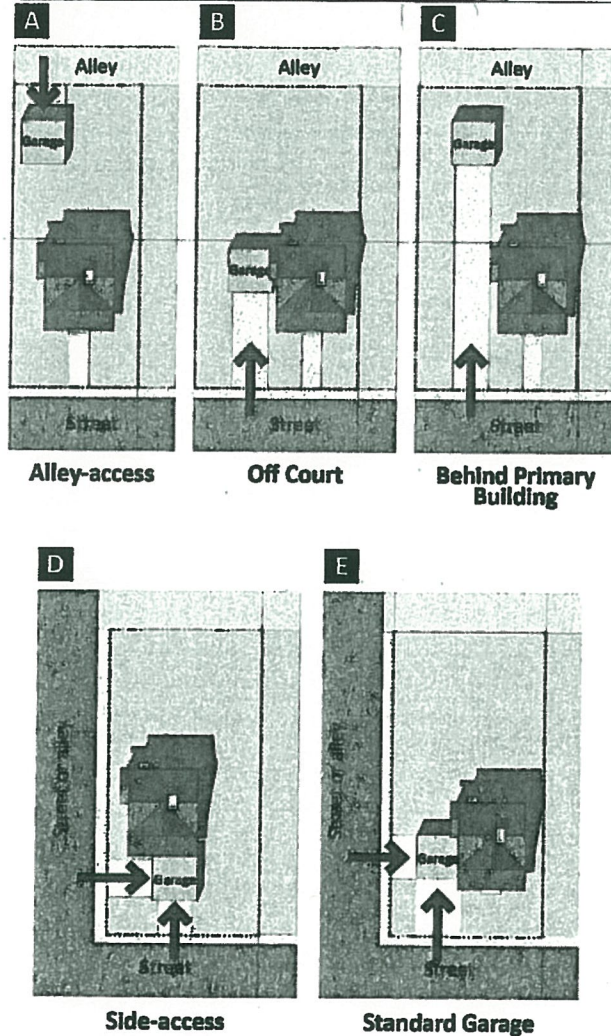 A
B
C
Alley
Alley
Alley
Garage
Garage
Garage
Street
Street
Street
Alley-access
Off Court
Behind Primary
Building
D
E
Street or alley
Street or alley
Garage
Garage
Street
Street
Side-access
Standard Garage